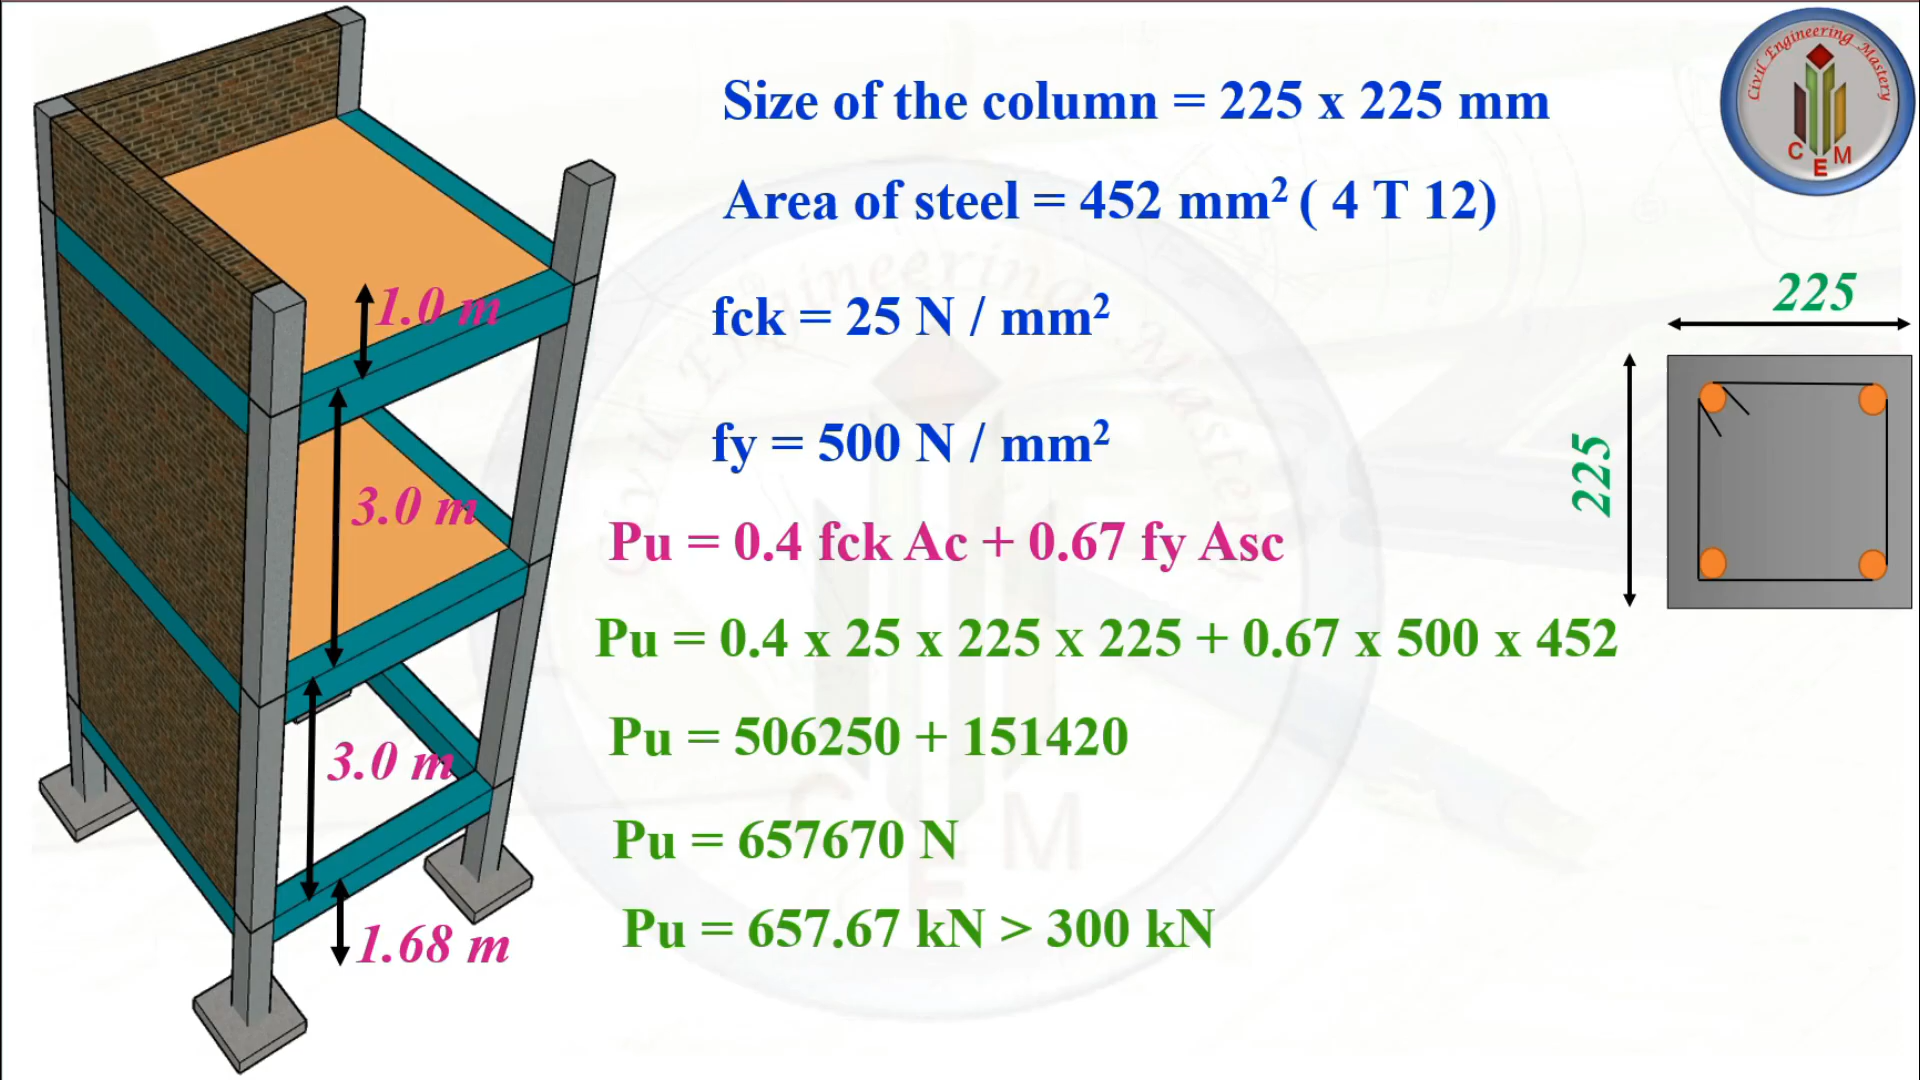 Size of the column = 225 x 225 mm
Civil Engineering Mastery
C E M
Area of steel = 452 mm² ( 4 T 12)
225
1.0 m
fck = 25 N / mm²
fy = 500 N / mm²
225
3.0 m
Pu = 0.4 fck Ac + 0.67 fy Asc
Pu = 0.4 x 25 x 225 x 225 + 0.67 x 500 x 452
Pu = 506250 + 151420
3.0 m
Pu = 657670 N
Pu = 657.67 kN > 300 kN
1.68 m
Civil Engineering Mastery
C E M